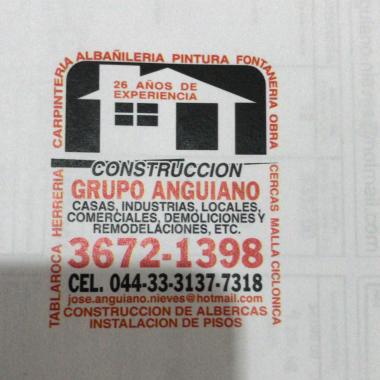 TABLAROCA HERRERIA CARPINTERIA ALBAÑILERIA PINTURA FONTANERIA OBRA CERCAS MALLA CICLONICA
26 AÑOS DE
EXPERIENCIA
CONSTRUCCION
GRUPO ANGUIANO
CASAS, INDUSTRIAS, LOCALES,
COMERCIALES, DEMOLICIONES Y
REMODELACIONES, ETC.
3672-1398
CEL. 044-33-3137-7318
jose.anguiano.nieves@hotmail.com
CONSTRUCCION DE ALBERCAS
INSTALACION DE PISOS